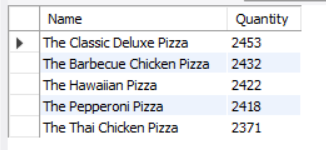 Name Quantity
The Classic Deluxe Pizza 2453
The Barbecue Chicken Pizza 2432
The Hawaiian Pizza 2422
The Pepperoni Pizza 2418
The Thai Chicken Pizza 2371